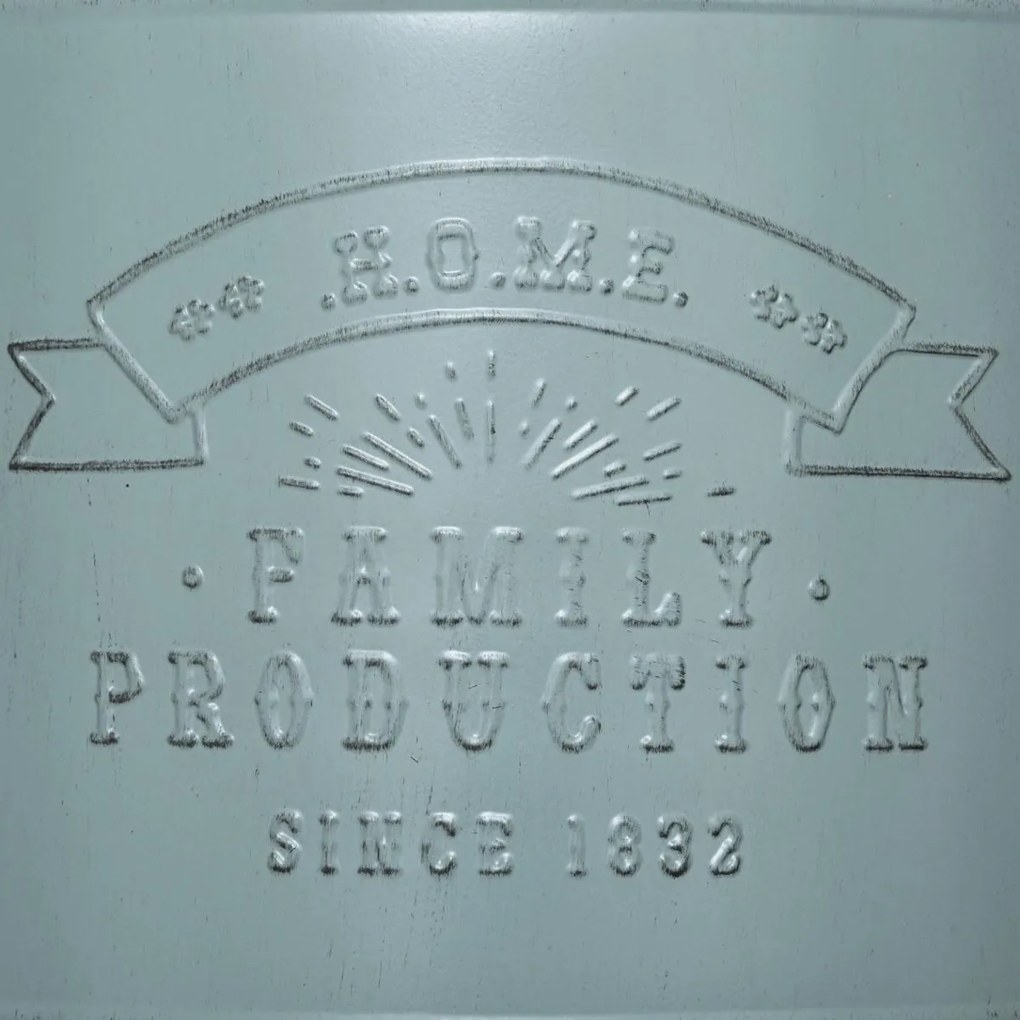 .H.O.M.E.
· FAMILY ·
PRODUCTION
SINCE 1832